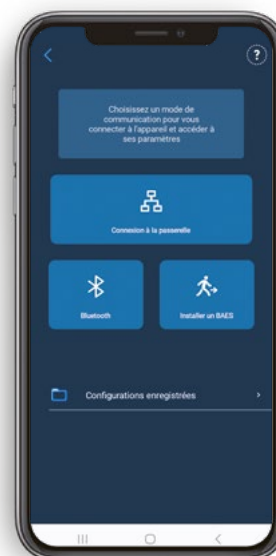 ?
Choisissez un mode de
communication pour vous
connecter à l'appareil et accéder à
ses paramètres
Connexion à la passerelle
Bluetooth
Installer un BAES
Configurations enregistrées